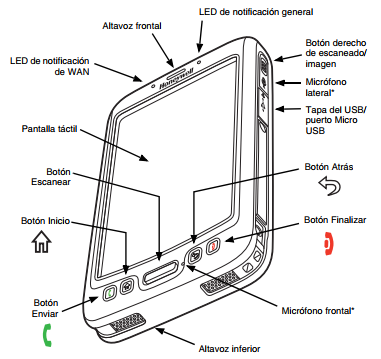 LED de notificación general
Altavoz frontal
LED de notificación
de WAN
Honeywell
Botón derecho
de escaneado/
imagen
Micrófono
lateral*
Tapa del USB/
puerto Micro
USB
Pantalla táctil
Botón
Escanear
Botón Atrás
Botón Inicio
Botón Finalizar
Botón
Enviar
Micrófono frontal*
Altavoz inferior